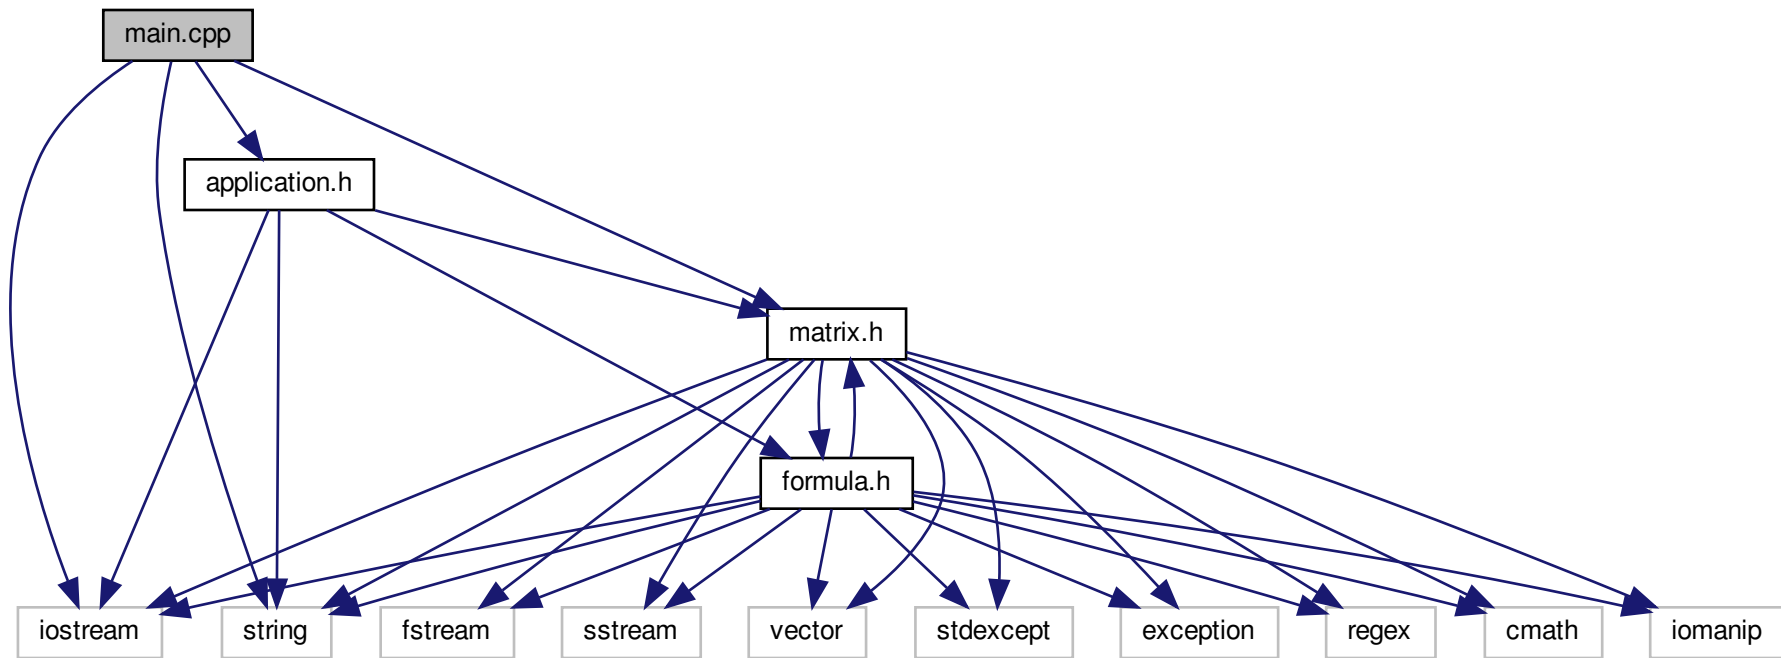 main.cpp
application.h
matrix.h
formula.h
iostream
string
fstream
sstream
vector
stdexcept
exception
regex
cmath
iomanip